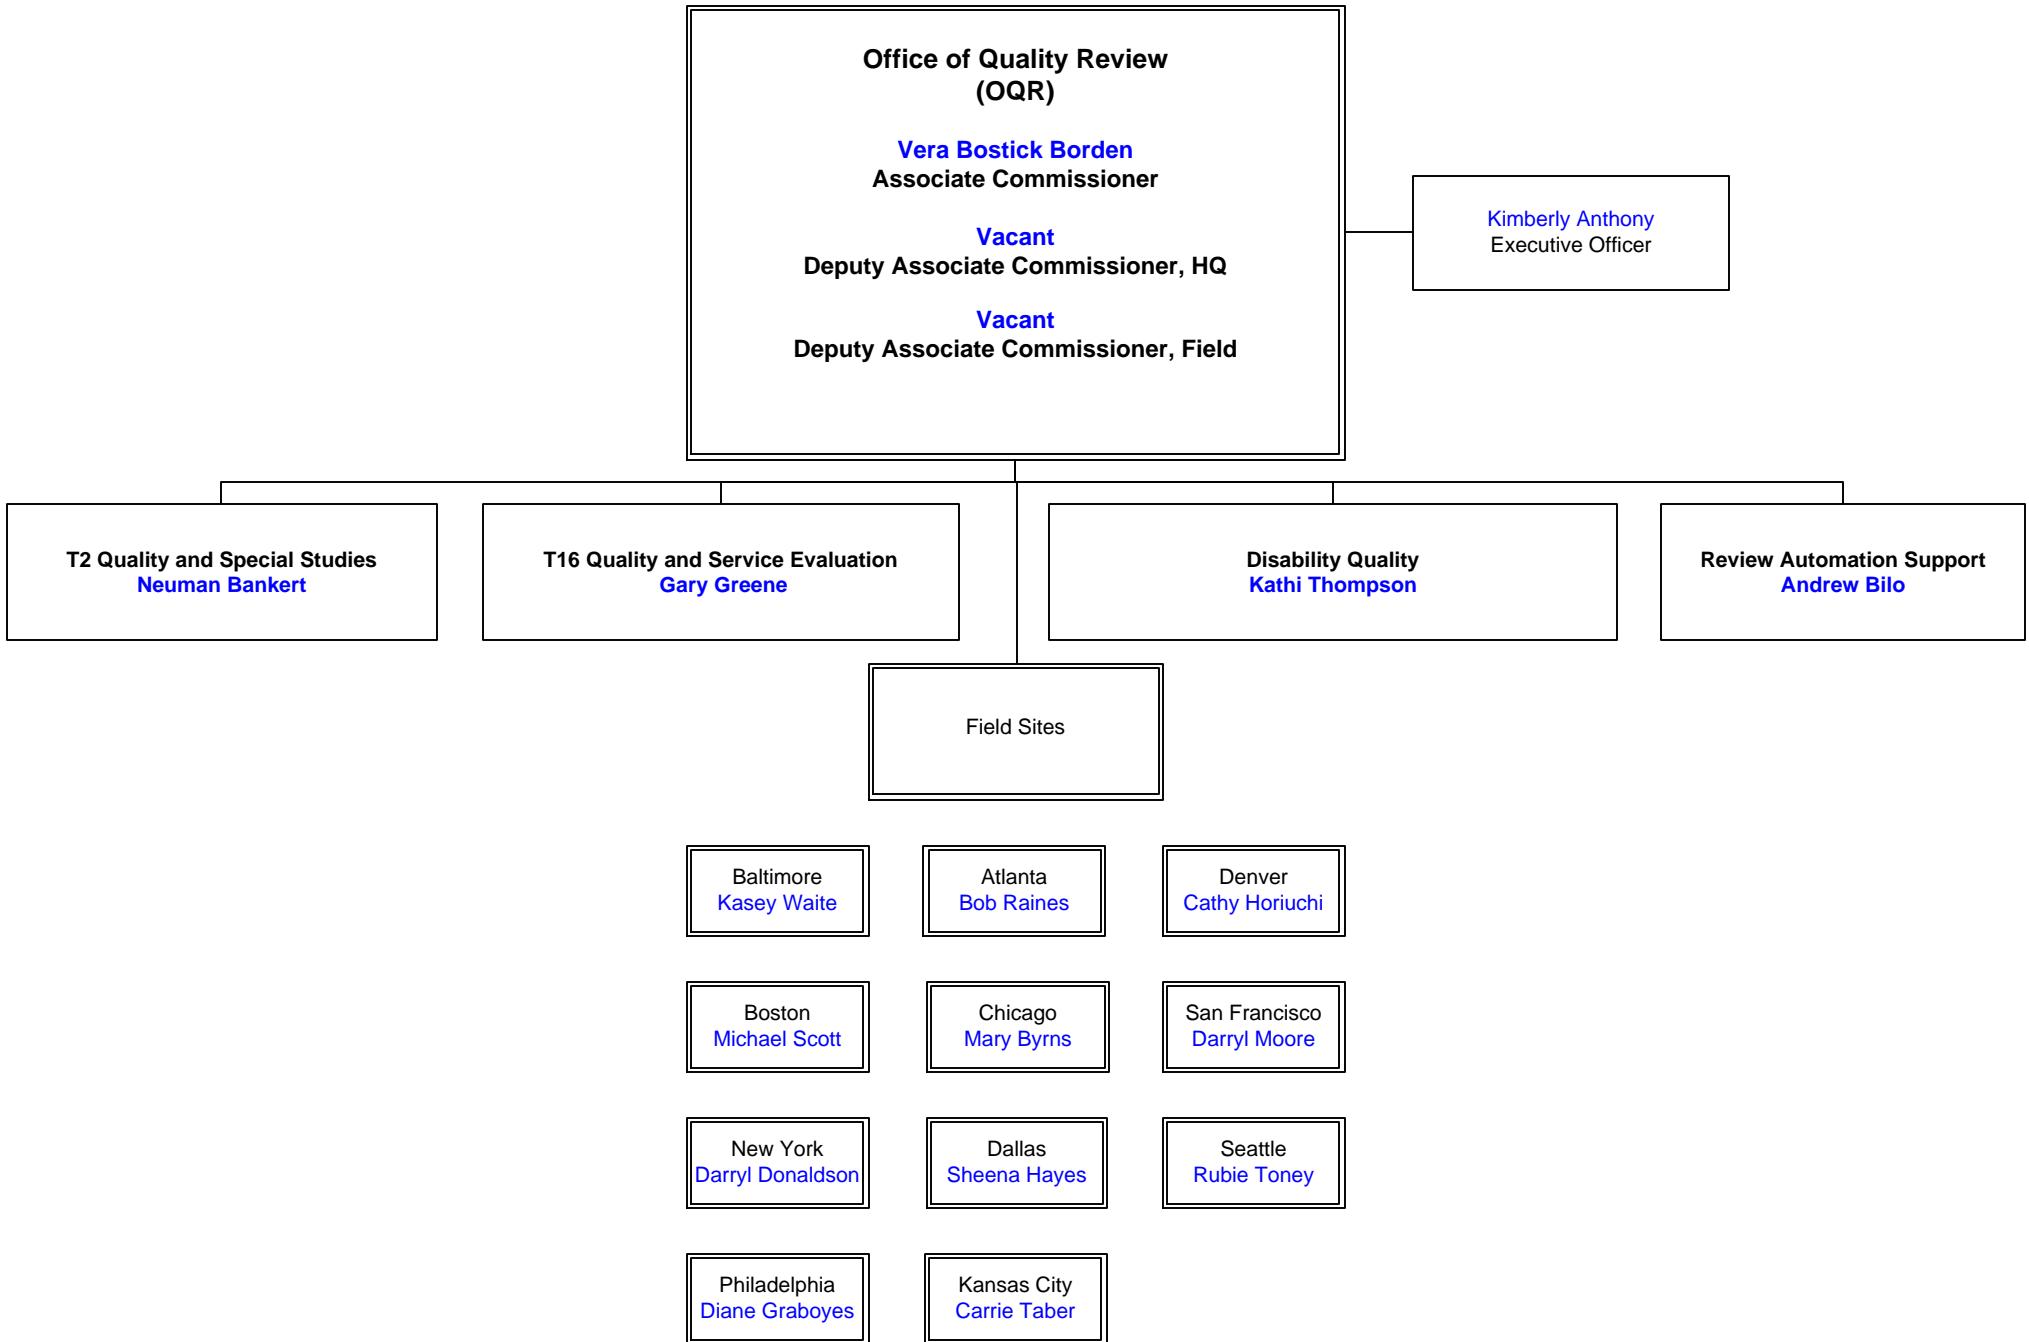 Office of Quality Review
(OQR)
Vera Bostick Borden
Associate Commissioner
Vacant
Deputy Associate Commissioner, HQ
Vacant
Deputy Associate Commissioner, Field
Kimberly Anthony
Executive Officer
T2 Quality and Special Studies
Neuman Bankert
T16 Quality and Service Evaluation
Gary Greene
Disability Quality
Kathi Thompson
Review Automation Support
Andrew Bilo
Field Sites
Baltimore
Kasey Waite
Atlanta
Bob Raines
Denver
Cathy Horiuchi
Boston
Michael Scott
Chicago
Mary Byrns
San Francisco
Darryl Moore
New York
Darryl Donaldson
Dallas
Sheena Hayes
Seattle
Rubie Toney
Philadelphia
Diane Graboyes
Kansas City
Carrie Taber